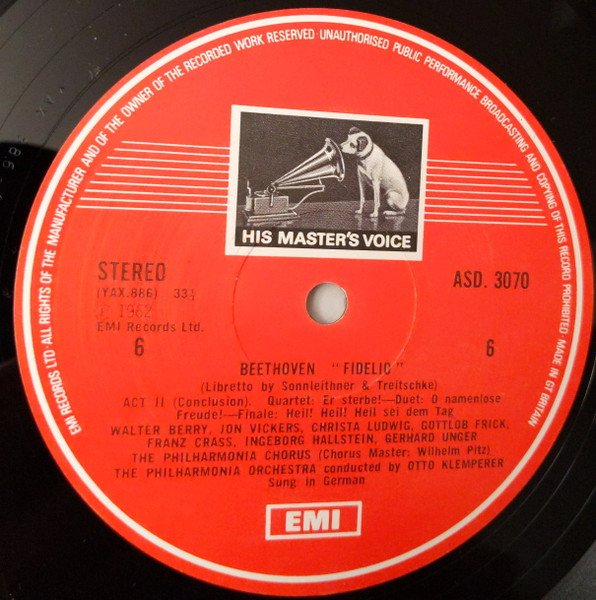 EMI RECORDS LTD · ALL RIGHTS OF THE MANUFACTURER AND OF THE OWNER OF THE RECORDED WORK RESERVED · UNAUTHORISED PUBLIC PERFORMANCE BROADCASTING AND COPYING OF THIS RECORD PROHIBITED · MADE IN GT BRITAIN
HIS MASTER'S VOICE
STEREO
ASD. 3070
(YAX.886) 33⅓
℗ 1962
EMI Records Ltd.
6
6
BEETHOVEN "FIDELIO"
(Libretto by Sonnleithner & Treitschke)
ACT II (Conclusion). Quartet: Er sterbe!—Duet: O namenlose
Freude!—Finale: Heil! Heil! Heil sei dem Tag
WALTER BERRY, JON VICKERS, CHRISTA LUDWIG, GOTTLOB FRICK,
FRANZ CRASS, INGEBORG HALLSTEIN, GERHARD UNGER
THE PHILHARMONIA CHORUS (Chorus Master: Wilhelm Pitz)
THE PHILHARMONIA ORCHESTRA conducted by OTTO KLEMPERER
Sung in German
EMI